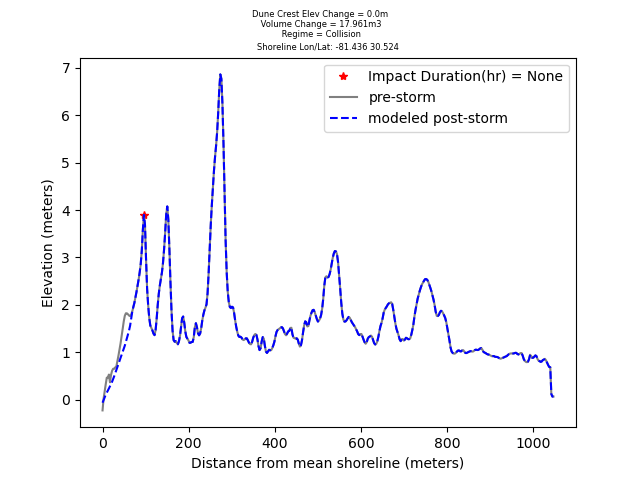 Dune Crest Elev Change = 0.0m
Volume Change = 17.961m3
Regime = Collision
Shoreline Lon/Lat: -81.436 30.524
Impact Duration(hr) = None
pre-storm
modeled post-storm
7
6
5
4
3
2
1
0
Elevation (meters)
0 200 400 600 800 1000
Distance from mean shoreline (meters)